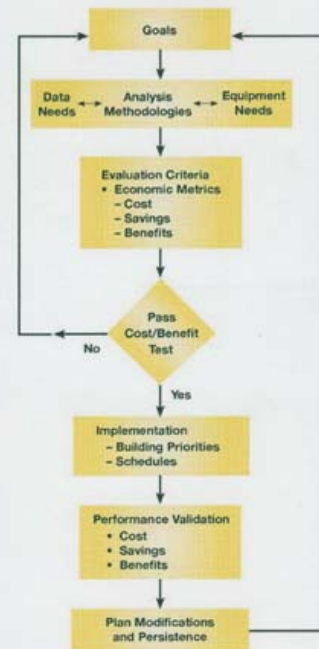 Goals
Data Needs
Analysis Methodologies
Equipment Needs
Evaluation Criteria
• Economic Metrics
– Cost
– Savings
– Benefits
Pass
Cost/Benefit
Test
No
Yes
Implementation
– Building Priorities
– Schedules
Performance Validation
• Cost
• Savings
• Benefits
Plan Modifications
and Persistence